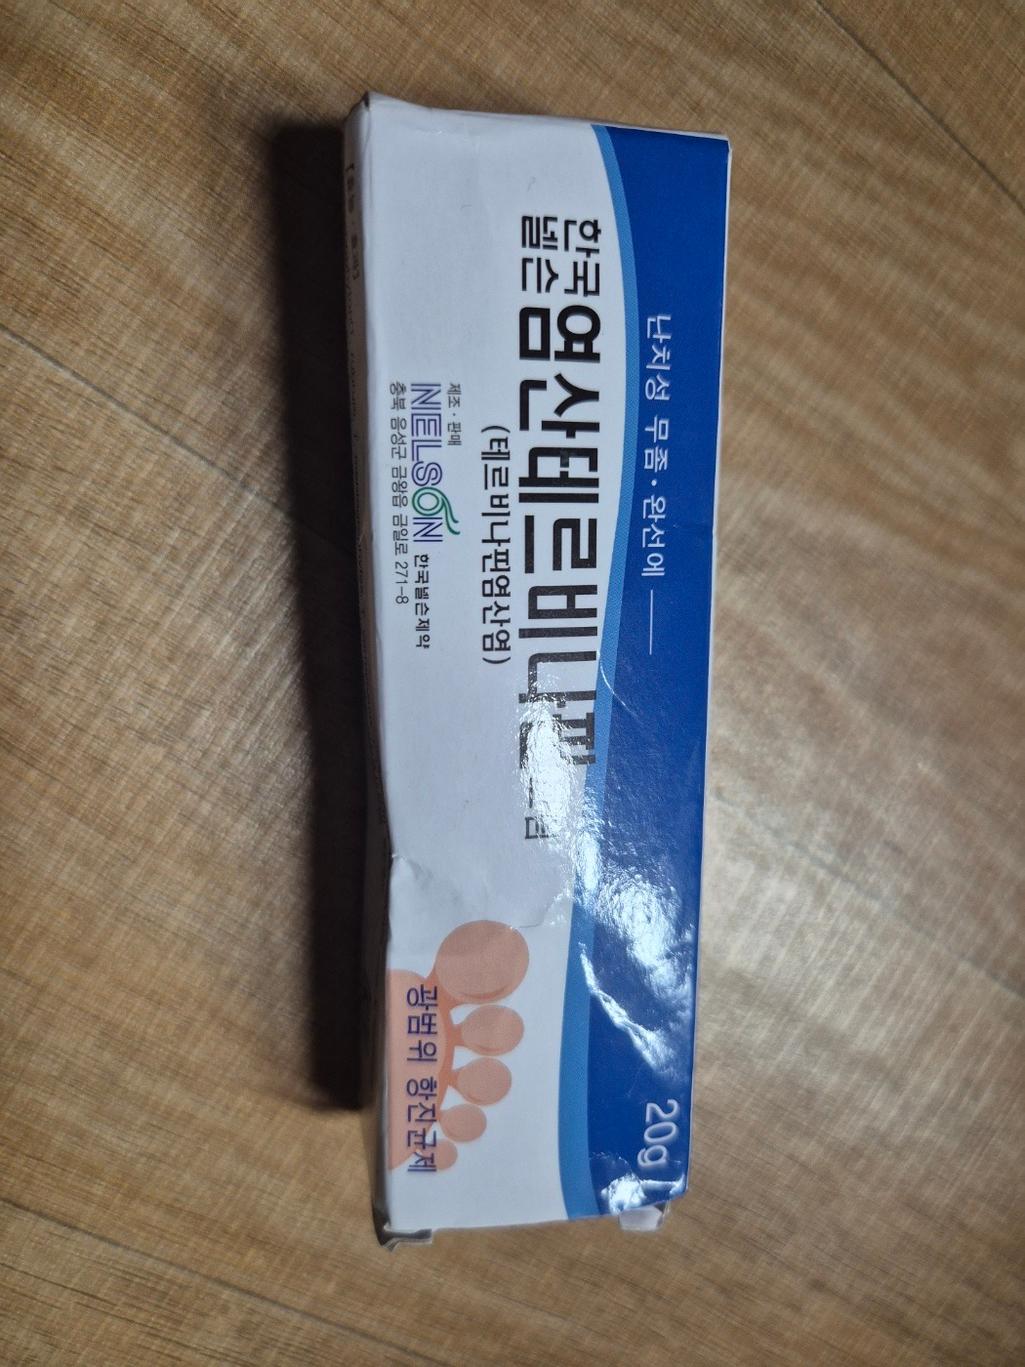 난치성 무좀·완선에
한국
넬슨
염산테르비나핀
(테르비나핀염산염)
제조·판매
NELSON 한국넬슨제약
충북 음성군 금왕읍 금일로 271-8
20g
광범위 항진균제